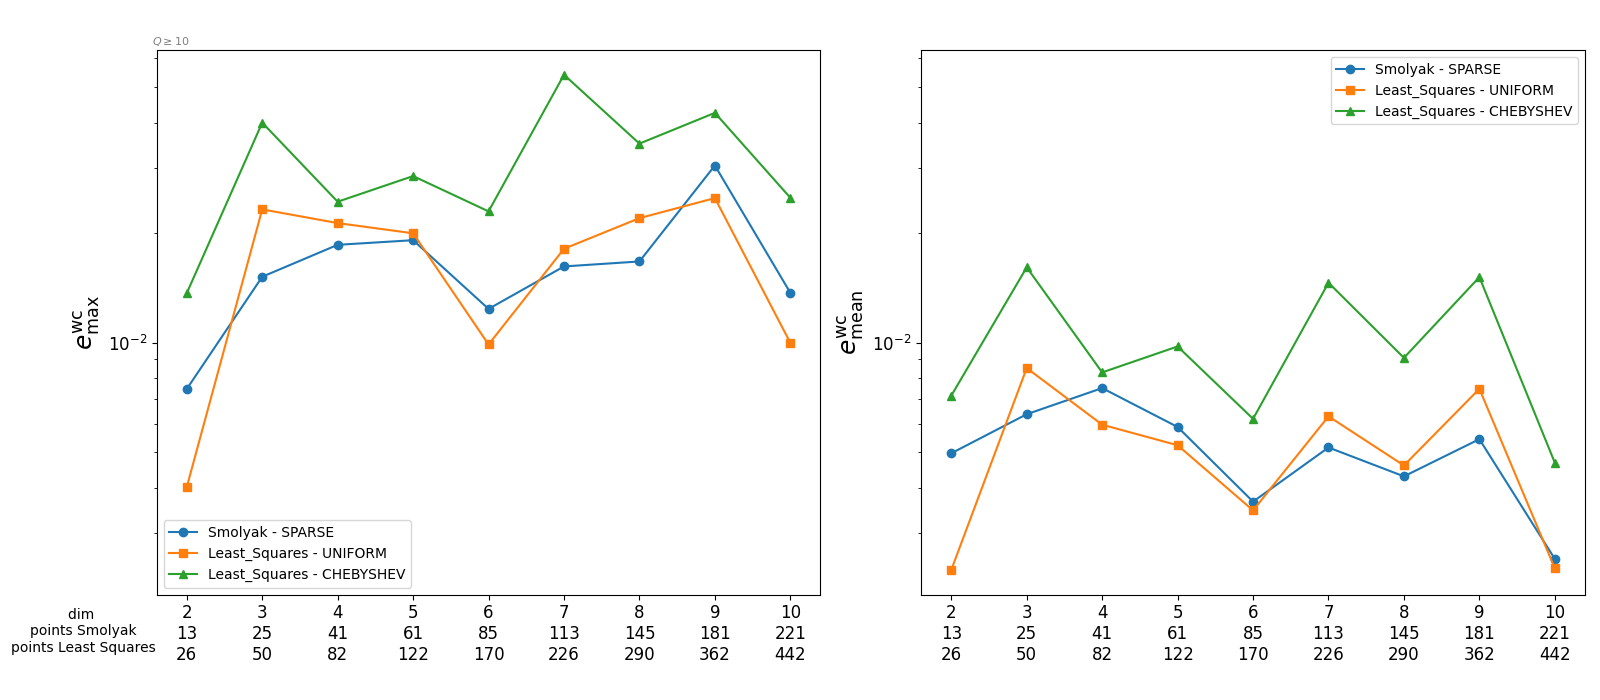 Q ≥ 10
e^wc_max
10⁻²
Smolyak - SPARSE
Least_Squares - UNIFORM
Least_Squares - CHEBYSHEV
dim 2 3 4 5 6 7 8 9 10
points Smolyak 13 25 41 61 85 113 145 181 221
points Least Squares 26 50 82 122 170 226 290 362 442
Smolyak - SPARSE
Least_Squares - UNIFORM
Least_Squares - CHEBYSHEV
e^wc_mean
10⁻²
2 3 4 5 6 7 8 9 10
13 25 41 61 85 113 145 181 221
26 50 82 122 170 226 290 362 442